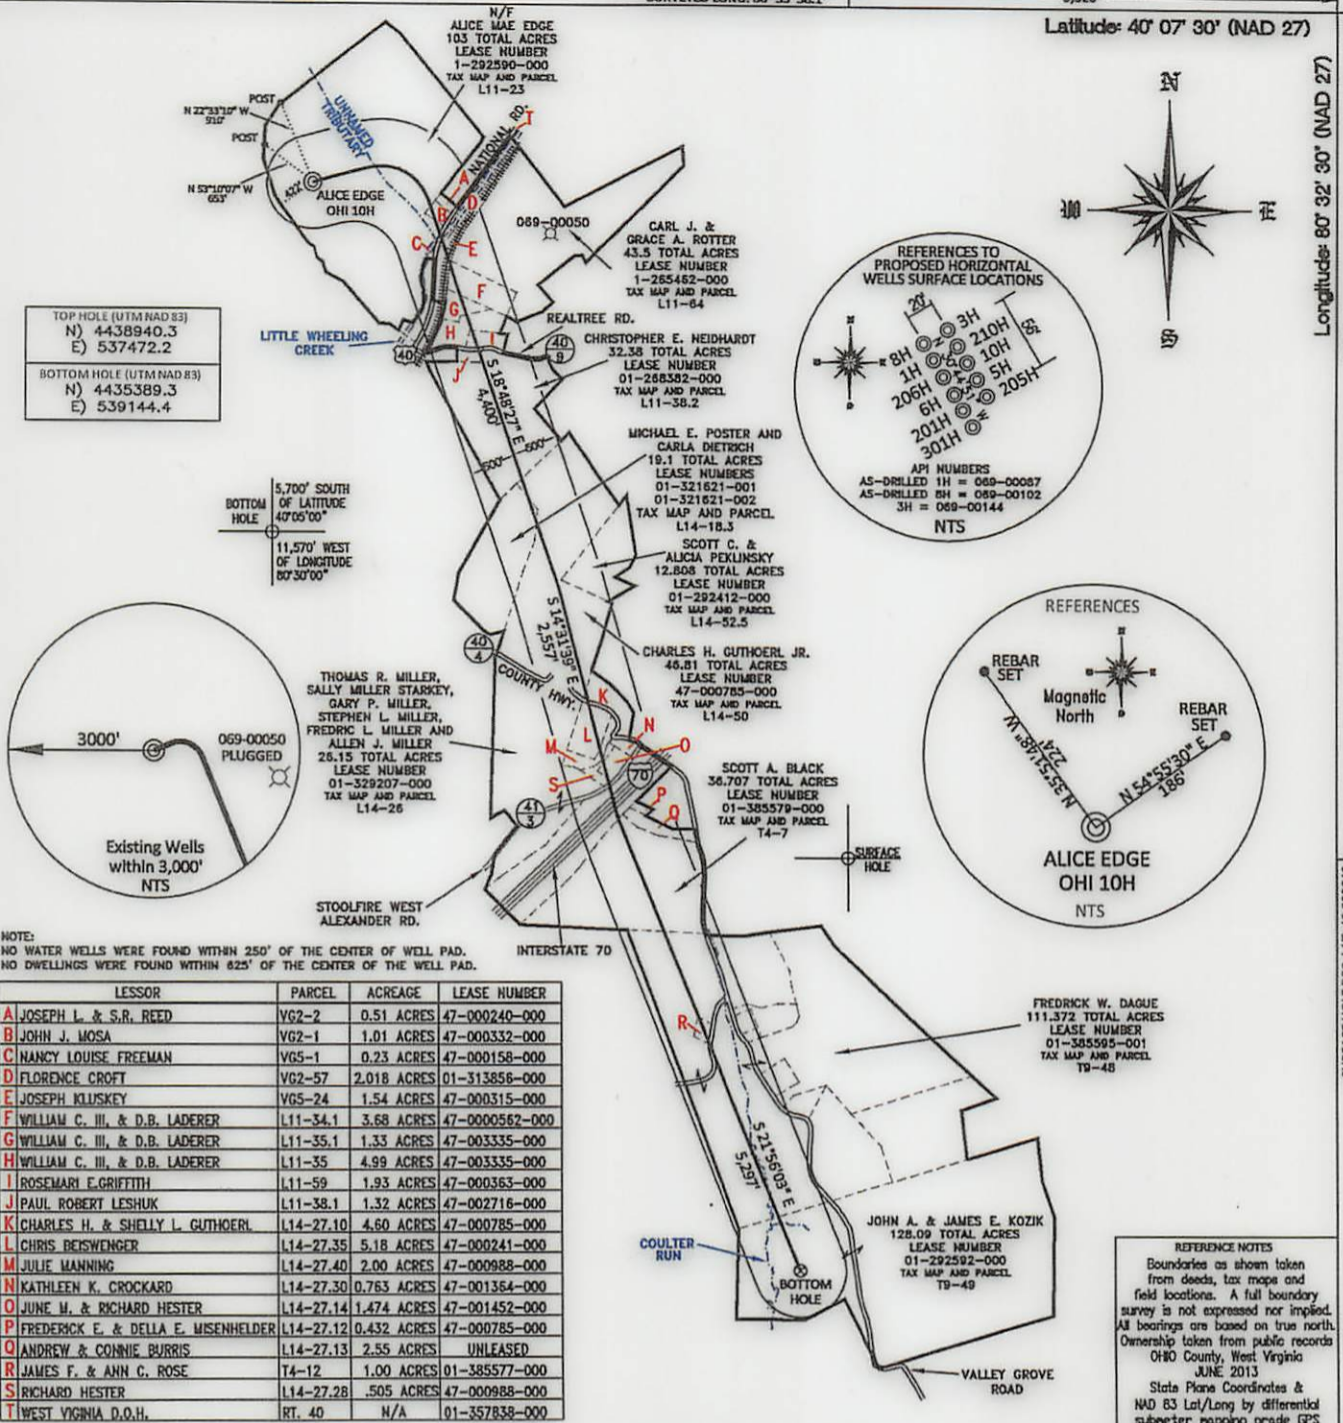 Latitude: 40° 07' 30" (NAD 27)
Longitude: 80° 32' 30" (NAD 27)
N/F
ALICE MAE EDGE
103 TOTAL ACRES
LEASE NUMBER
1-292590-000
TAX MAP AND PARCEL
L11-23
POST
N 22°33'10" W
910'
POST
N 53°10'07" W
653'
422'
UNNAMED
TRIBUTARY
ALICE EDGE
OHI 10H
NATIONAL RD.
T
A
B
D
C
E
F
G
H
I
J
069-00050
CARL J. &
GRACE A. ROTTER
43.5 TOTAL ACRES
LEASE NUMBER
1-265462-000
TAX MAP AND PARCEL
L11-64
REALTREE RD.
CHRISTOPHER E. NEIDHARDT
32.38 TOTAL ACRES
LEASE NUMBER
01-268382-000
TAX MAP AND PARCEL
L11-38.2
LITTLE WHEELING
CREEK
40
40
9
TOP HOLE (UTM NAD 83)
N) 4438940.3
E) 537472.2
BOTTOM HOLE (UTM NAD 83)
N) 4435389.3
E) 539144.4
N
W
E
S
REFERENCES TO
PROPOSED HORIZONTAL
WELLS SURFACE LOCATIONS
20'
50'
3H
210H
8H
10H
1H
5H
206H
205H
6H
201H
301H
API NUMBERS
AS-DRILLED 1H = 069-00087
AS-DRILLED 8H = 069-00102
3H = 069-00144
NTS
S 18°48'27" E
4,400'
500'
500'
MICHAEL E. POSTER AND
CARLA DIETRICH
19.1 TOTAL ACRES
LEASE NUMBERS
01-321621-001
01-321621-002
TAX MAP AND PARCEL
L14-18.3
SCOTT C. &
ALICIA PEKLINSKY
12.808 TOTAL ACRES
LEASE NUMBER
01-292412-000
TAX MAP AND PARCEL
L14-52.5
BOTTOM
HOLE
5,700' SOUTH
OF LATITUDE
40°05'00"
11,570' WEST
OF LONGITUDE
80°30'00"
S 14°31'39" E
2,557'
40
4
COUNTY HWY.
CHARLES H. GUTHOERL JR.
46.81 TOTAL ACRES
LEASE NUMBER
47-000785-000
TAX MAP AND PARCEL
L14-50
THOMAS R. MILLER,
SALLY MILLER STARKEY,
GARY P. MILLER,
STEPHEN L. MILLER,
FREDRIC L. MILLER AND
ALLEN J. MILLER
26.15 TOTAL ACRES
LEASE NUMBER
01-329207-000
TAX MAP AND PARCEL
L14-26
K
L
M
N
O
S
P
Q
70
41
3
SCOTT A. BLACK
36.707 TOTAL ACRES
LEASE NUMBER
01-385579-000
TAX MAP AND PARCEL
T4-7
3000'
069-00050
PLUGGED
Existing Wells
within 3,000'
NTS
REFERENCES
REBAR
SET
Magnetic
North
REBAR
SET
N 35°51'48" W
224'
N 54°55'30" E
186'
ALICE EDGE
OHI 10H
NTS
SURFACE
HOLE
STOOLFIRE WEST
ALEXANDER RD.
INTERSTATE 70
NOTE:
NO WATER WELLS WERE FOUND WITHIN 250' OF THE CENTER OF WELL PAD.
NO DWELLINGS WERE FOUND WITHIN 625' OF THE CENTER OF THE WELL PAD.
LESSOR PARCEL ACREAGE LEASE NUMBER
A JOSEPH L. & S.R. REED VG2-2 0.51 ACRES 47-000240-000
B JOHN J. MOSA VG2-1 1.01 ACRES 47-000332-000
C NANCY LOUISE FREEMAN VG5-1 0.23 ACRES 47-000158-000
D FLORENCE CROFT VG2-57 2.018 ACRES 01-313856-000
E JOSEPH KLUSKEY VG5-24 1.54 ACRES 47-000315-000
F WILLIAM C. III, & D.B. LADERER L11-34.1 3.68 ACRES 47-0000562-000
G WILLIAM C. III, & D.B. LADERER L11-35.1 1.33 ACRES 47-003335-000
H WILLIAM C. III, & D.B. LADERER L11-35 4.99 ACRES 47-003335-000
I ROSEMARI E.GRIFFITH L11-59 1.93 ACRES 47-000363-000
J PAUL ROBERT LESHUK L11-38.1 1.32 ACRES 47-002716-000
K CHARLES H. & SHELLY L. GUTHOERL L14-27.10 4.60 ACRES 47-000785-000
L CHRIS BEISWENGER L14-27.35 5.18 ACRES 47-000241-000
M JULIE MANNING L14-27.40 2.00 ACRES 47-000988-000
N KATHLEEN K. CROCKARD L14-27.30 0.763 ACRES 47-001364-000
O JUNE M. & RICHARD HESTER L14-27.14 1.474 ACRES 47-001452-000
P FREDERICK E. & DELLA E. MISENHELDER L14-27.12 0.432 ACRES 47-000785-000
Q ANDREW & CONNIE BURRIS L14-27.13 2.55 ACRES UNLEASED
R JAMES F. & ANN C. ROSE T4-12 1.00 ACRES 01-385577-000
S RICHARD HESTER L14-27.28 .505 ACRES 47-000988-000
T WEST VIGINIA D.O.H. RT. 40 N/A 01-357838-000
R
FREDRICK W. DAGUE
111.372 TOTAL ACRES
LEASE NUMBER
01-385595-001
TAX MAP AND PARCEL
T9-48
S 21°56'03" E
5,297'
COULTER
RUN
BOTTOM
HOLE
JOHN A. & JAMES E. KOZIK
128.09 TOTAL ACRES
LEASE NUMBER
01-292592-000
TAX MAP AND PARCEL
T9-49
VALLEY GROVE
ROAD
REFERENCE NOTES
Boundaries as shown taken
from deeds, tax maps and
field locations. A full boundary
survey is not expressed nor implied.
All bearings are based on true north.
Ownership taken from public records
OHIO County, West Virginia
JUNE 2013
State Plane Coordinates &
NAD 83 Lat/Long by differential
submeter mapping grade GPS